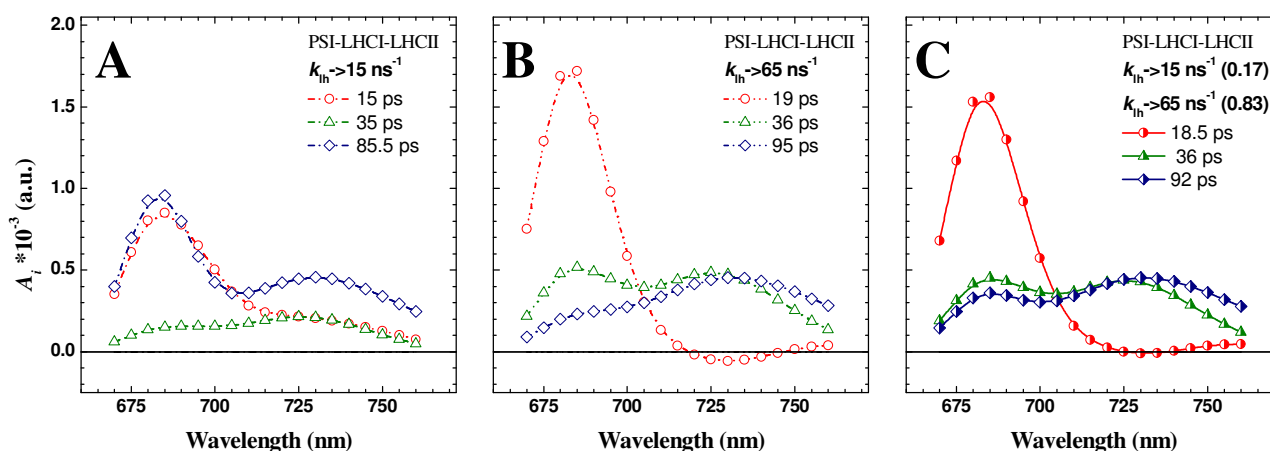 A
PSI-LHCI-LHCII
k_lh->15 ns⁻¹
15 ps
35 ps
85.5 ps
B
PSI-LHCI-LHCII
k_lh->65 ns⁻¹
19 ps
36 ps
95 ps
C
PSI-LHCI-LHCII
k_lh->15 ns⁻¹ (0.17)
k_lh->65 ns⁻¹ (0.83)
18.5 ps
36 ps
92 ps
A_i *10⁻³ (a.u.)
2.0
1.5
1.0
0.5
0.0
675 700 725 750
675 700 725 750
675 700 725 750
Wavelength (nm)
Wavelength (nm)
Wavelength (nm)